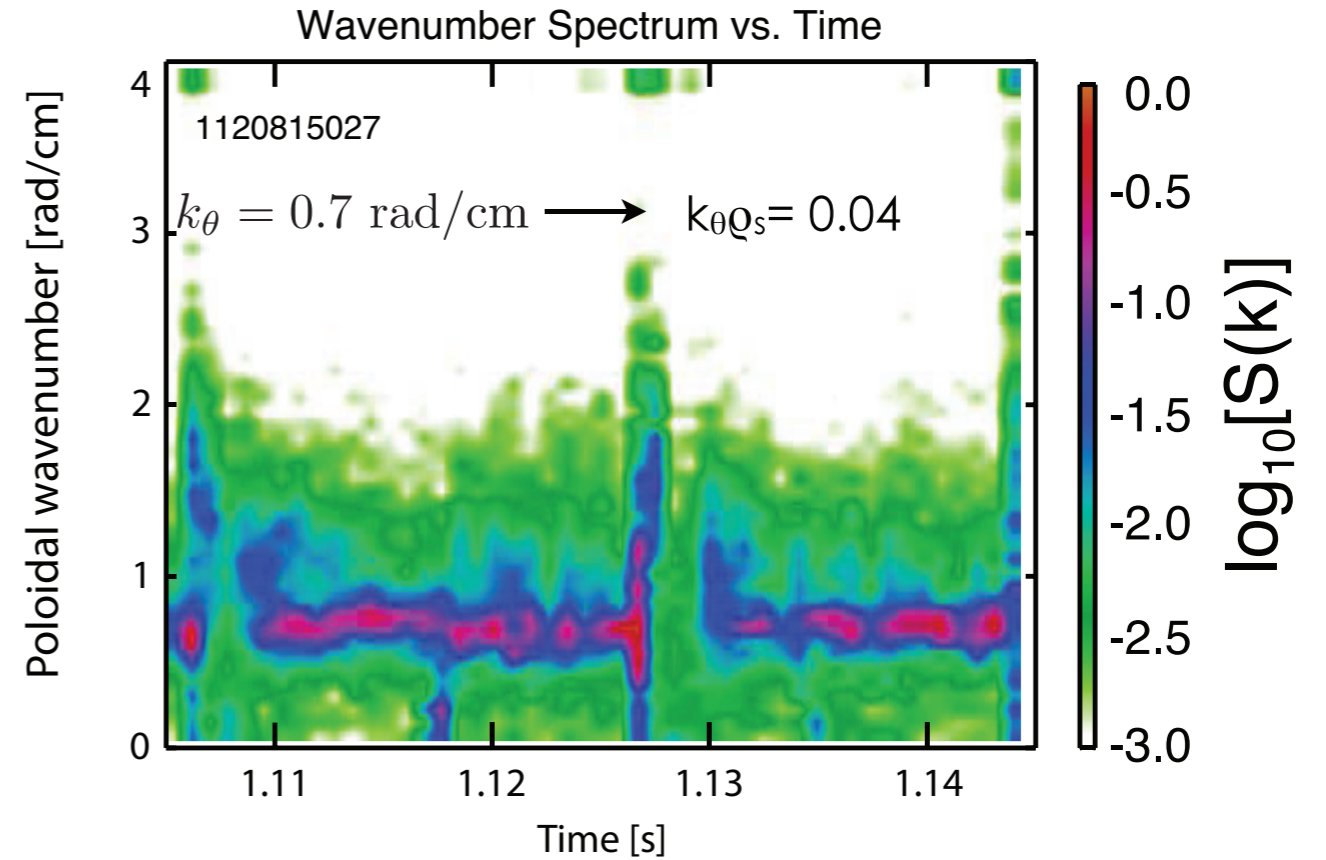 Wavenumber Spectrum vs. Time
Poloidal wavenumber [rad/cm]
4
3
2
1
0
1120815027
kθ = 0.7 rad/cm → kθϱs= 0.04
1.11 1.12 1.13 1.14
Time [s]
0.0
-0.5
-1.0
-1.5
-2.0
-2.5
-3.0
log10[S(k)]